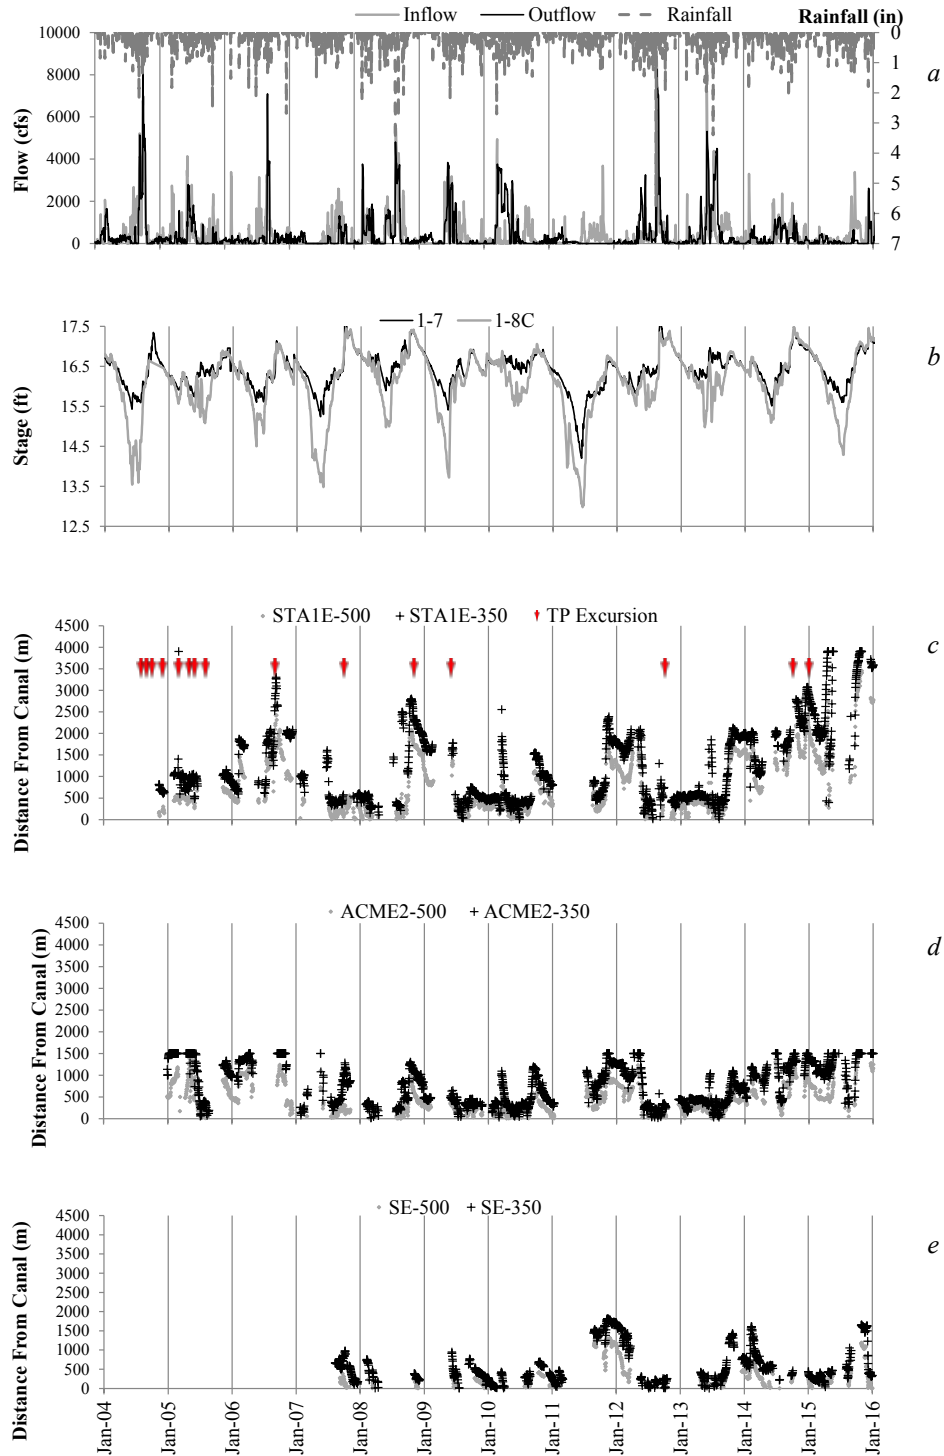 Inflow Outflow Rainfall Rainfall (in)
10000
8000
6000
4000
2000
0
Flow (cfs)
0
1
2
3
4
5
6
7
a
1-7 1-8C
17.5
16.5
15.5
14.5
13.5
12.5
Stage (ft)
b
STA1E-500 STA1E-350 TP Excursion
4500
4000
3500
3000
2500
2000
1500
1000
500
0
Distance From Canal (m)
c
ACME2-500 ACME2-350
4500
4000
3500
3000
2500
2000
1500
1000
500
0
Distance From Canal (m)
d
SE-500 SE-350
4500
4000
3500
3000
2500
2000
1500
1000
500
0
Distance From Canal (m)
e
Jan-04
Jan-05
Jan-06
Jan-07
Jan-08
Jan-09
Jan-10
Jan-11
Jan-12
Jan-13
Jan-14
Jan-15
Jan-16